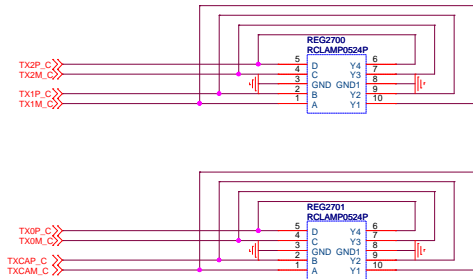 REG2700
RCLAMP0524P
TX2P_C 5 D Y4 6
TX2M_C 4 C Y3 7
3 GND GND1 8
TX1P_C 2 B Y2 9
TX1M_C 1 A Y1 10
REG2701
RCLAMP0524P
TX0P_C 5 D Y4 6
TX0M_C 4 C Y3 7
3 GND GND1 8
TXCAP_C 2 B Y2 9
TXCAM_C 1 A Y1 10